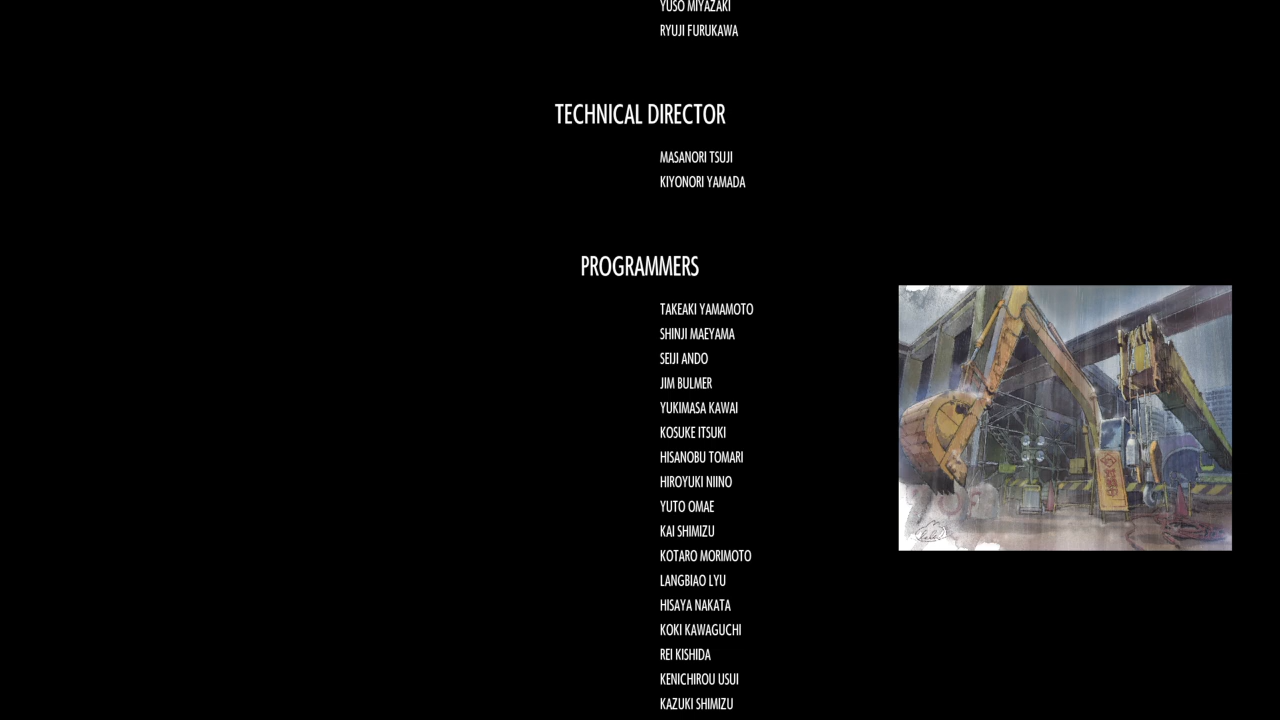 YUSO MIYAZAKI
RYUJI FURUKAWA
TECHNICAL DIRECTOR
MASANORI TSUJI
KIYONORI YAMADA
PROGRAMMERS
TAKEAKI YAMAMOTO
SHINJI MAEYAMA
SEIJI ANDO
JIM BULMER
YUKIMASA KAWAI
KOSUKE ITSUKI
HISANOBU TOMARI
HIROYUKI NIINO
YUTO OMAE
KAI SHIMIZU
KOTARO MORIMOTO
LANGBIAO LYU
HISAYA NAKATA
KOKI KAWAGUCHI
REI KISHIDA
KENICHIROU USUI
KAZUKI SHIMIZU